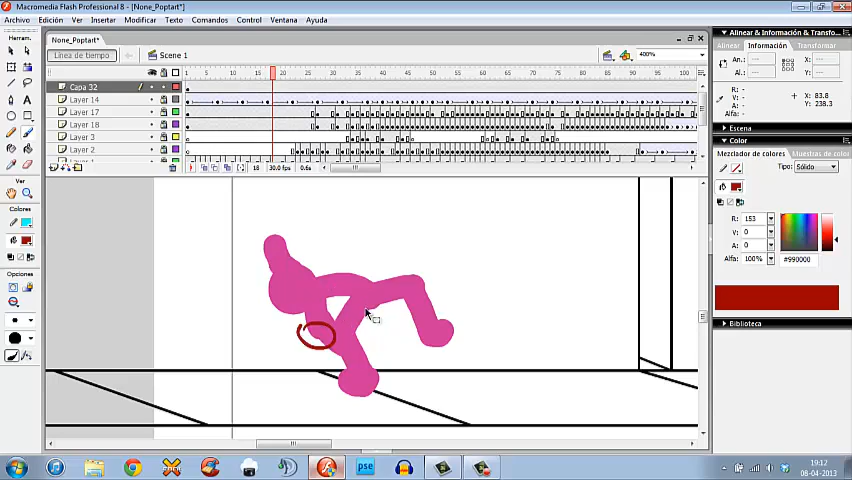 Macromedia Flash Professional 8 - [None_Poptart*]
Archivo Edición Ver Insertar Modificar Texto Comandos Control Ventana Ayuda
Herram.
Ver
Colores
Opciones
None_Poptart*
Línea de tiempo
Scene 1
400%
1 5 10 15 20 25 30 35 40 45 50 55 60 65 70 75 80 85 90 95 100
Capa 32
Layer 14
Layer 17
Layer 18
Layer 3
Layer 2
18 30.0 fps 0.6s
Alinear & Información & Transformar
Alinear Información Transformar
An.: X:
Al.: Y:
R: -
V: -
A: -
Alfa: -
X: 83.8
Y: 238.3
Escena
Color
Mezclador de colores Muestras de color
Tipo: Sólido
R: 153
V: 0
A: 0
Alfa: 100%
#990000
Biblioteca
pse
19:12
08-04-2013